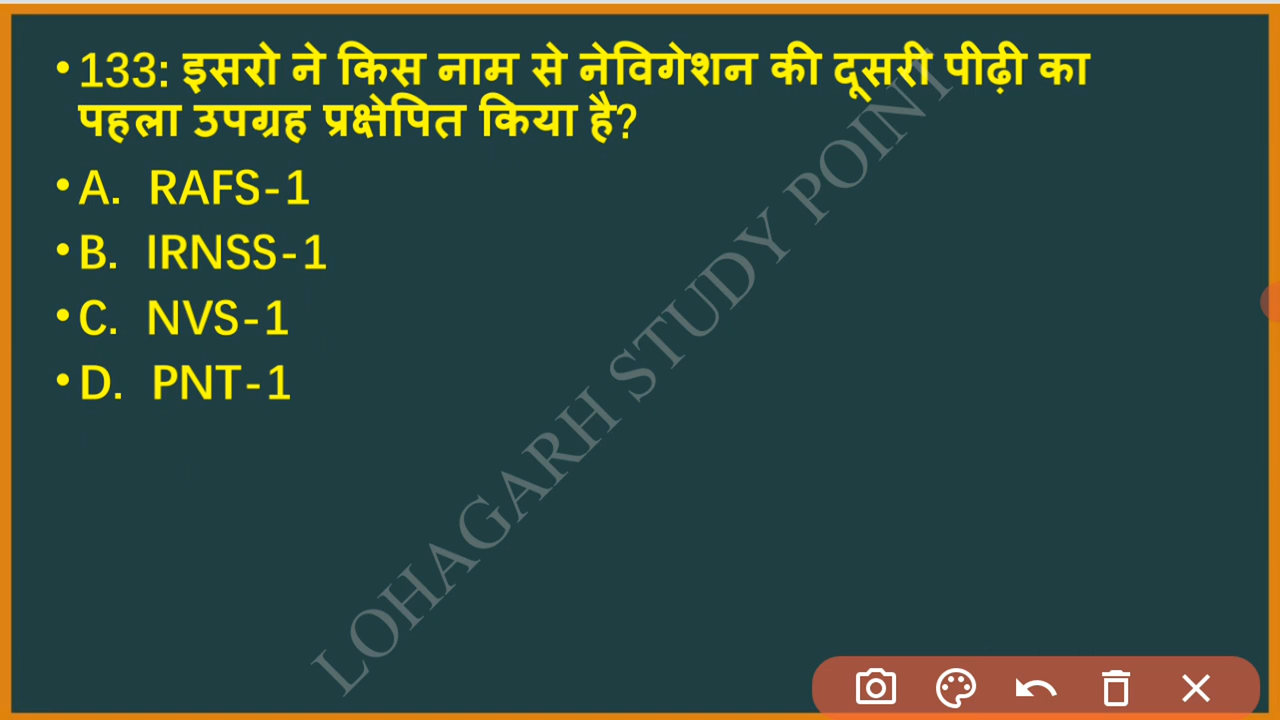 • 133: इसरो ने किस नाम से नेविगेशन की दूसरी पीढ़ी का
पहला उपग्रह प्रक्षेपित किया है?
• A. RAFS-1
• B. IRNSS-1
• C. NVS-1
• D. PNT-1
LOHAGARH STUDY POINT